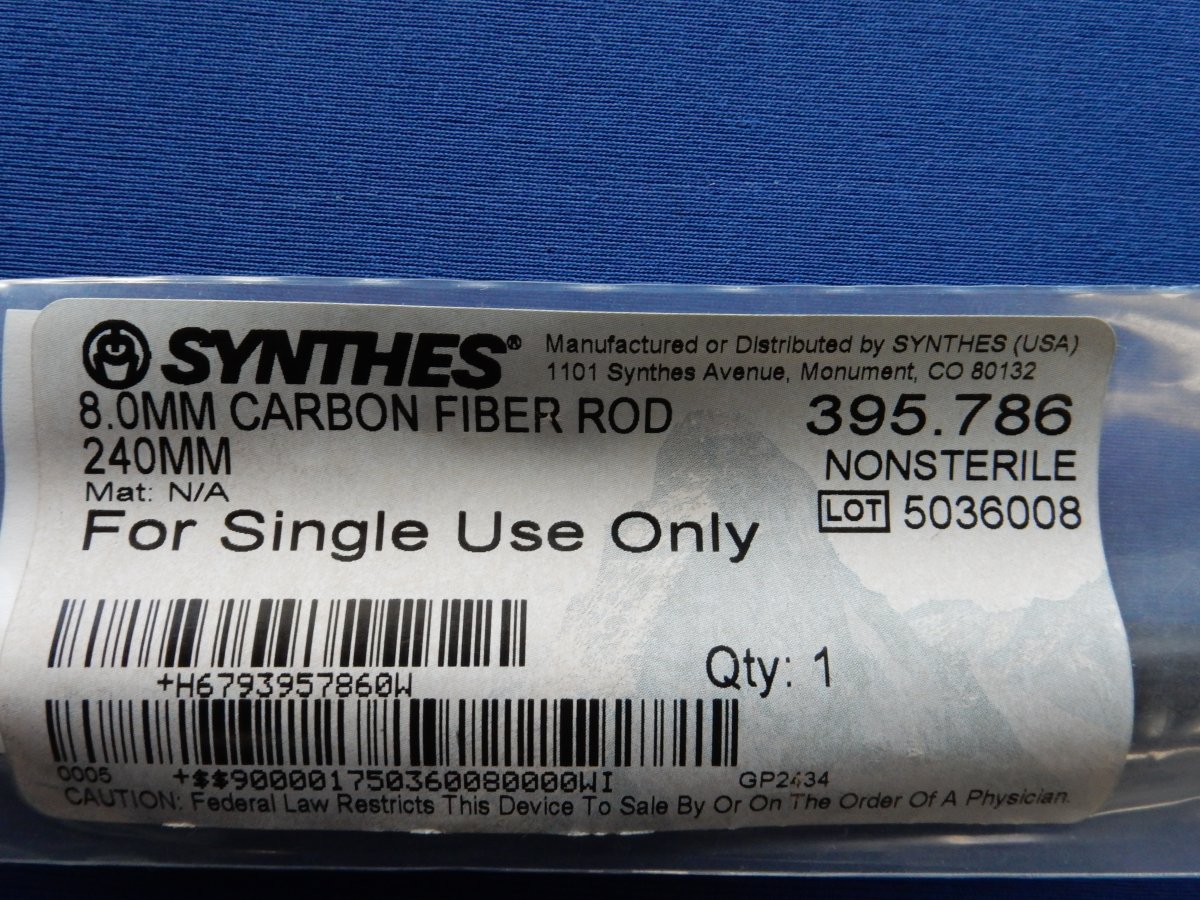 SYNTHES®
Manufactured or Distributed by SYNTHES (USA)
1101 Synthes Avenue, Monument, CO 80132
8.0MM CARBON FIBER ROD
395.786
240MM
NONSTERILE
Mat: N/A
LOT 5036008
For Single Use Only
+H6793957860W
Qty: 1
0005
+$$900001750360080000WI
GP2434
CAUTION: Federal Law Restricts This Device To Sale By Or On The Order Of A Physician.